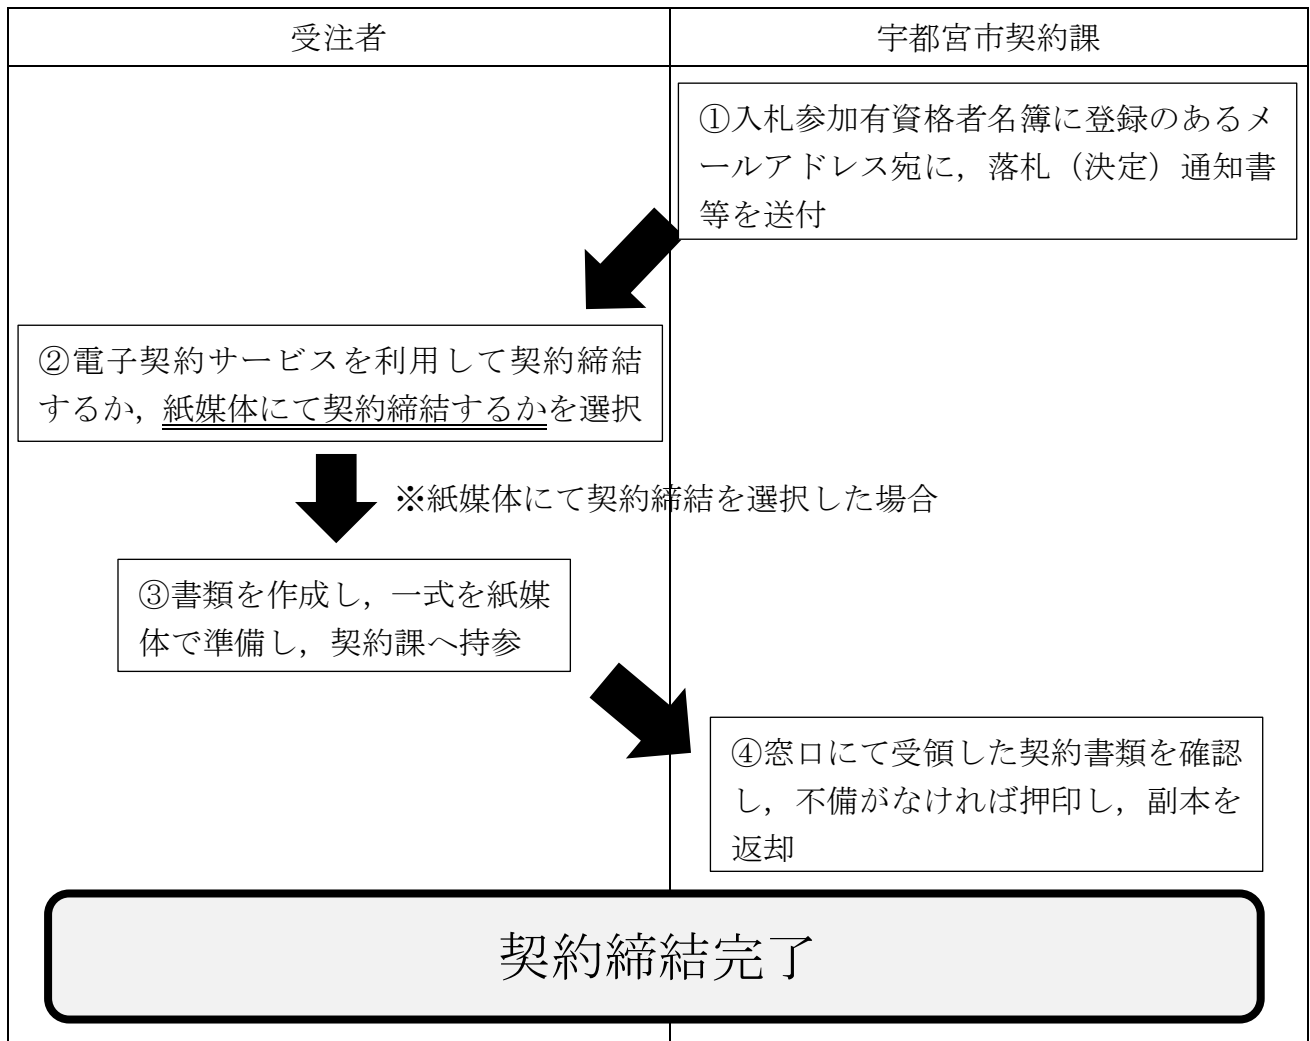 受注者
宇都宮市契約課
①入札参加有資格者名簿に登録のあるメ
ールアドレス宛に，落札（決定）通知書
等を送付
②電子契約サービスを利用して契約締結
するか，紙媒体にて契約締結するかを選択
※紙媒体にて契約締結を選択した場合
③書類を作成し，一式を紙媒
体で準備し，契約課へ持参
④窓口にて受領した契約書類を確認
し，不備がなければ押印し，副本を
返却
契約締結完了